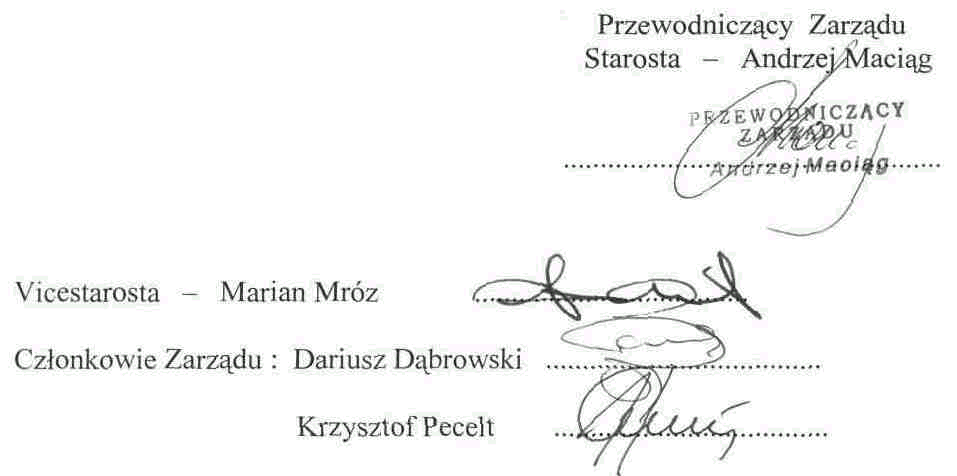 Przewodniczący Zarządu
Starosta – Andrzej Maciąg
PRZEWODNICZĄCY
ZARZĄDU
Andrzej Maciąg
Vicestarosta – Marian Mróz
Członkowie Zarządu : Dariusz Dąbrowski
Krzysztof Pecelt